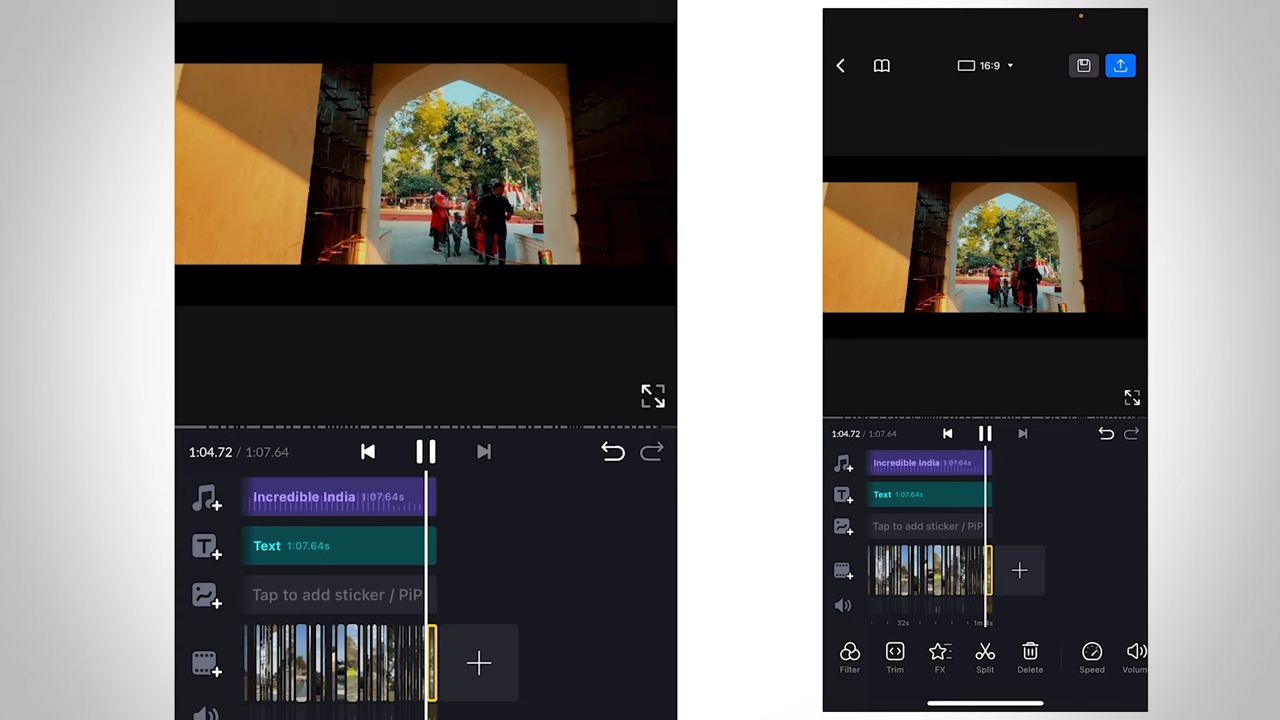 1:04.72 / 1:07.64
Incredible India 1:07:64s
Text 1:07.64s
Tap to add sticker / PiP
16:9
1:04.72 / 1:07.64
Incredible India 1:07:64s
Text 1:07.64s
Tap to add sticker / PiP
32s
Filter Trim FX Split Delete Speed Volum